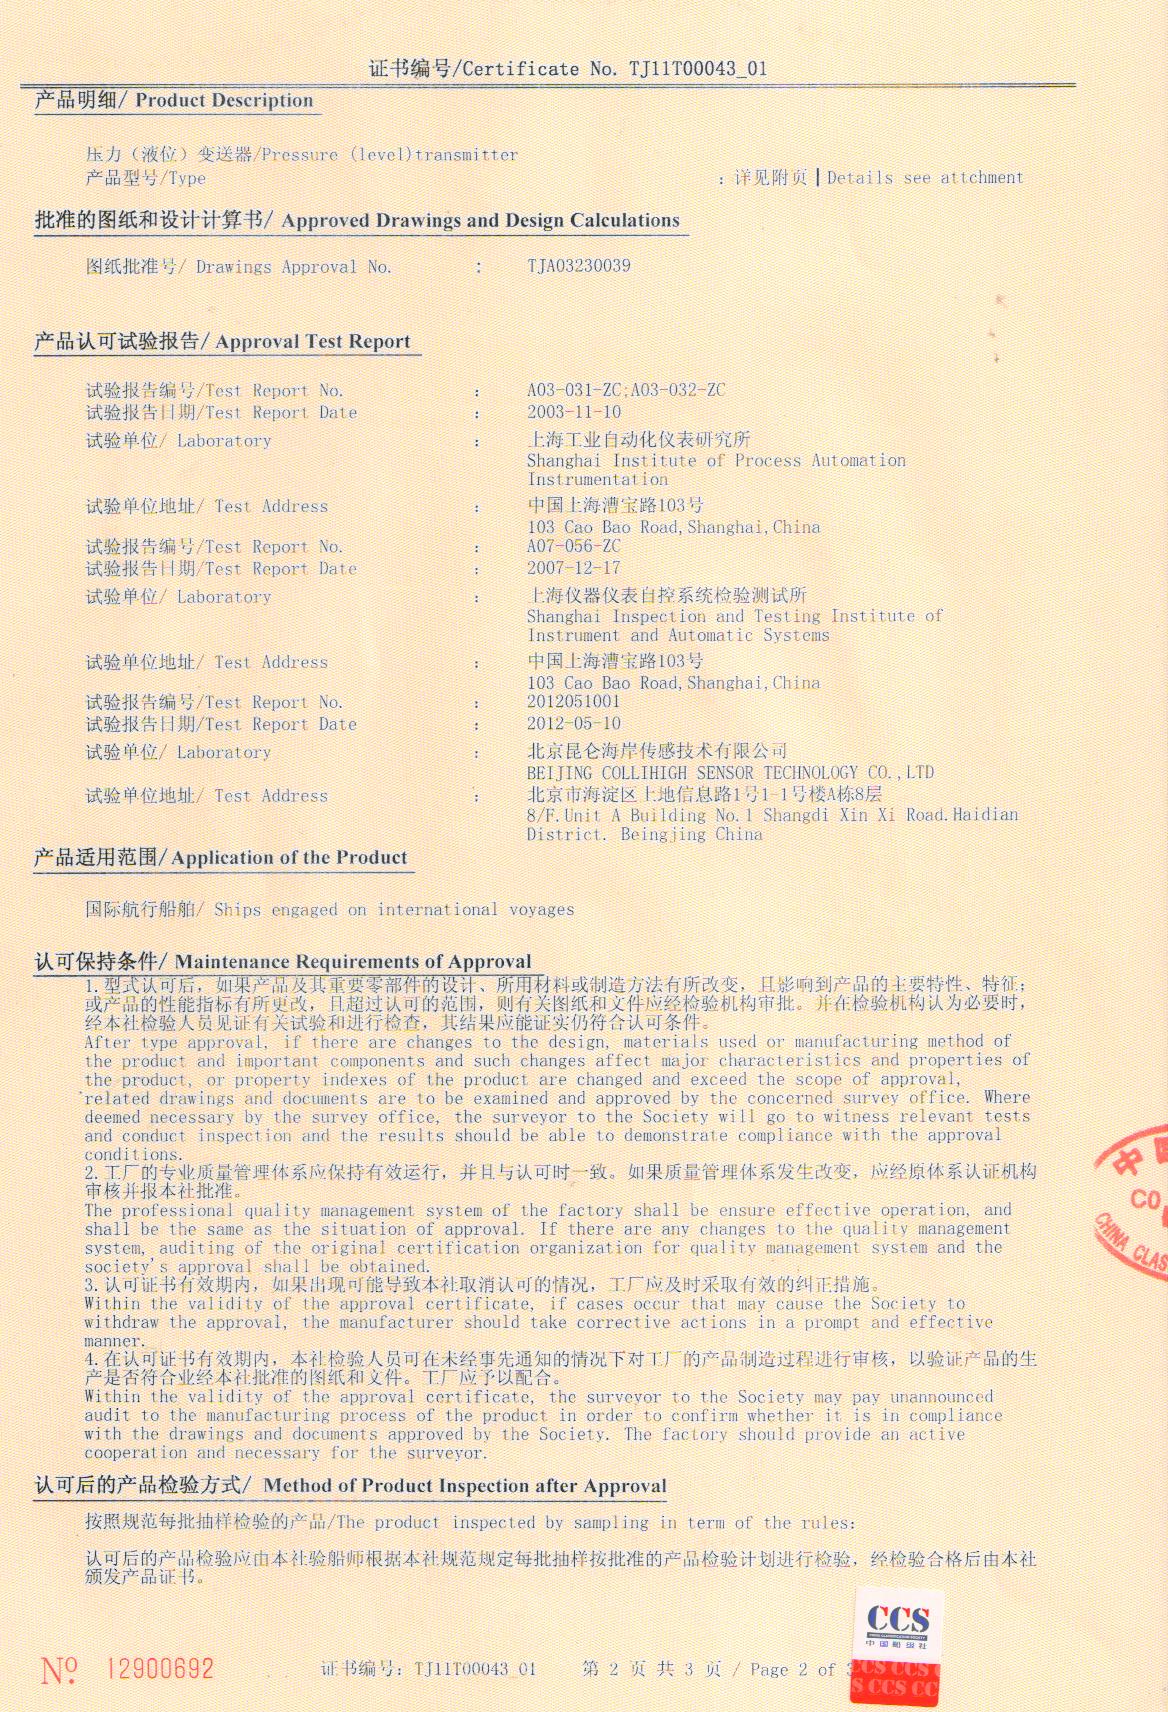 证书编号/Certificate No. TJ11T00043_01
产品明细/ Product Description
压力（液位）变送器/Pressure (level)transmitter
产品型号/Type : 详见附页 | Details see attchment
批准的图纸和设计计算书/ Approved Drawings and Design Calculations
图纸批准号/ Drawings Approval No. : TJA03230039
产品认可试验报告/ Approval Test Report
试验报告编号/Test Report No. : A03-031-ZC;A03-032-ZC
试验报告日期/Test Report Date : 2003-11-10
试验单位/ Laboratory : 上海工业自动化仪表研究所
Shanghai Institute of Process Automation
Instrumentation
试验单位地址/ Test Address : 中国上海漕宝路103号
103 Cao Bao Road,Shanghai,China
试验报告编号/Test Report No. : A07-056-ZC
试验报告日期/Test Report Date : 2007-12-17
试验单位/ Laboratory : 上海仪器仪表自控系统检验测试所
Shanghai Inspection and Testing Institute of
Instrument and Automatic Systems
试验单位地址/ Test Address : 中国上海漕宝路103号
103 Cao Bao Road,Shanghai,China
试验报告编号/Test Report No. : 2012051001
试验报告日期/Test Report Date : 2012-05-10
试验单位/ Laboratory : 北京昆仑海岸传感技术有限公司
BEIJING COLLIHIGH SENSOR TECHNOLOGY CO.,LTD
试验单位地址/ Test Address : 北京市海淀区上地信息路1号1-1号楼A栋8层
8/F.Unit A Building No.1 Shangdi Xin Xi Road.Haidian
District. Beingjing China
产品适用范围/ Application of the Product
国际航行船舶/ Ships engaged on international voyages
认可保持条件/ Maintenance Requirements of Approval
1. 型式认可后，如果产品及其重要零部件的设计、所用材料或制造方法有所改变，且影响到产品的主要特性、特征；
或产品的性能指标有所更改，且超过认可的范围，则有关图纸和文件应经检验机构审批。并在检验机构认为必要时，
经本社检验人员见证有关试验和进行检查，其结果应能证实仍符合认可条件。
After type approval, if there are changes to the design, materials used or manufacturing method of
the product and important components and such changes affect major characteristics and properties of
the product, or property indexes of the product are changed and exceed the scope of approval,
related drawings and documents are to be examined and approved by the concerned survey office. Where
deemed necessary by the survey office, the surveyor to the Society will go to witness relevant tests
and conduct inspection and the results should be able to demonstrate compliance with the approval
conditions.
2. 工厂的专业质量管理体系应保持有效运行，并且与认可时一致。如果质量管理体系发生改变，应经原体系认证机构
审核并报本社批准。
The professional quality management system of the factory shall be ensure effective operation, and
shall be the same as the situation of approval. If there are any changes to the quality management
system, auditing of the original certification organization for quality management system and the
society's approval shall be obtained.
3. 认可证书有效期内，如果出现可能导致本社取消认可的情况，工厂应及时采取有效的纠正措施。
Within the validity of the approval certificate, if cases occur that may cause the Society to
withdraw the approval, the manufacturer should take corrective actions in a prompt and effective
manner.
4. 在认可证书有效期内，本社检验人员可在未经事先通知的情况下对工厂的产品制造过程进行审核，以验证产品的生
产是否符合业经本社批准的图纸和文件。工厂应予以配合。
Within the validity of the approval certificate, the surveyor to the Society may pay unannounced
audit to the manufacturing process of the product in order to confirm whether it is in compliance
with the drawings and documents approved by the Society. The factory should provide an active
cooperation and necessary for the surveyor.
中国
CO
CHINA CLAS
认可后的产品检验方式/ Method of Product Inspection after Approval
按照规范每批抽样检验的产品/The product inspected by sampling in term of the rules:
认可后的产品检验应由本社验船师根据本社规范规定每批抽样按批准的产品检验计划进行检验，经检验合格后由本社
颁发产品证书。
CCS
中国船级社
№ 12900692 证书编号: TJ11T00043_01 第 2 页 共 3 页 / Page 2 of 3
CCS CCS
S CCS CC